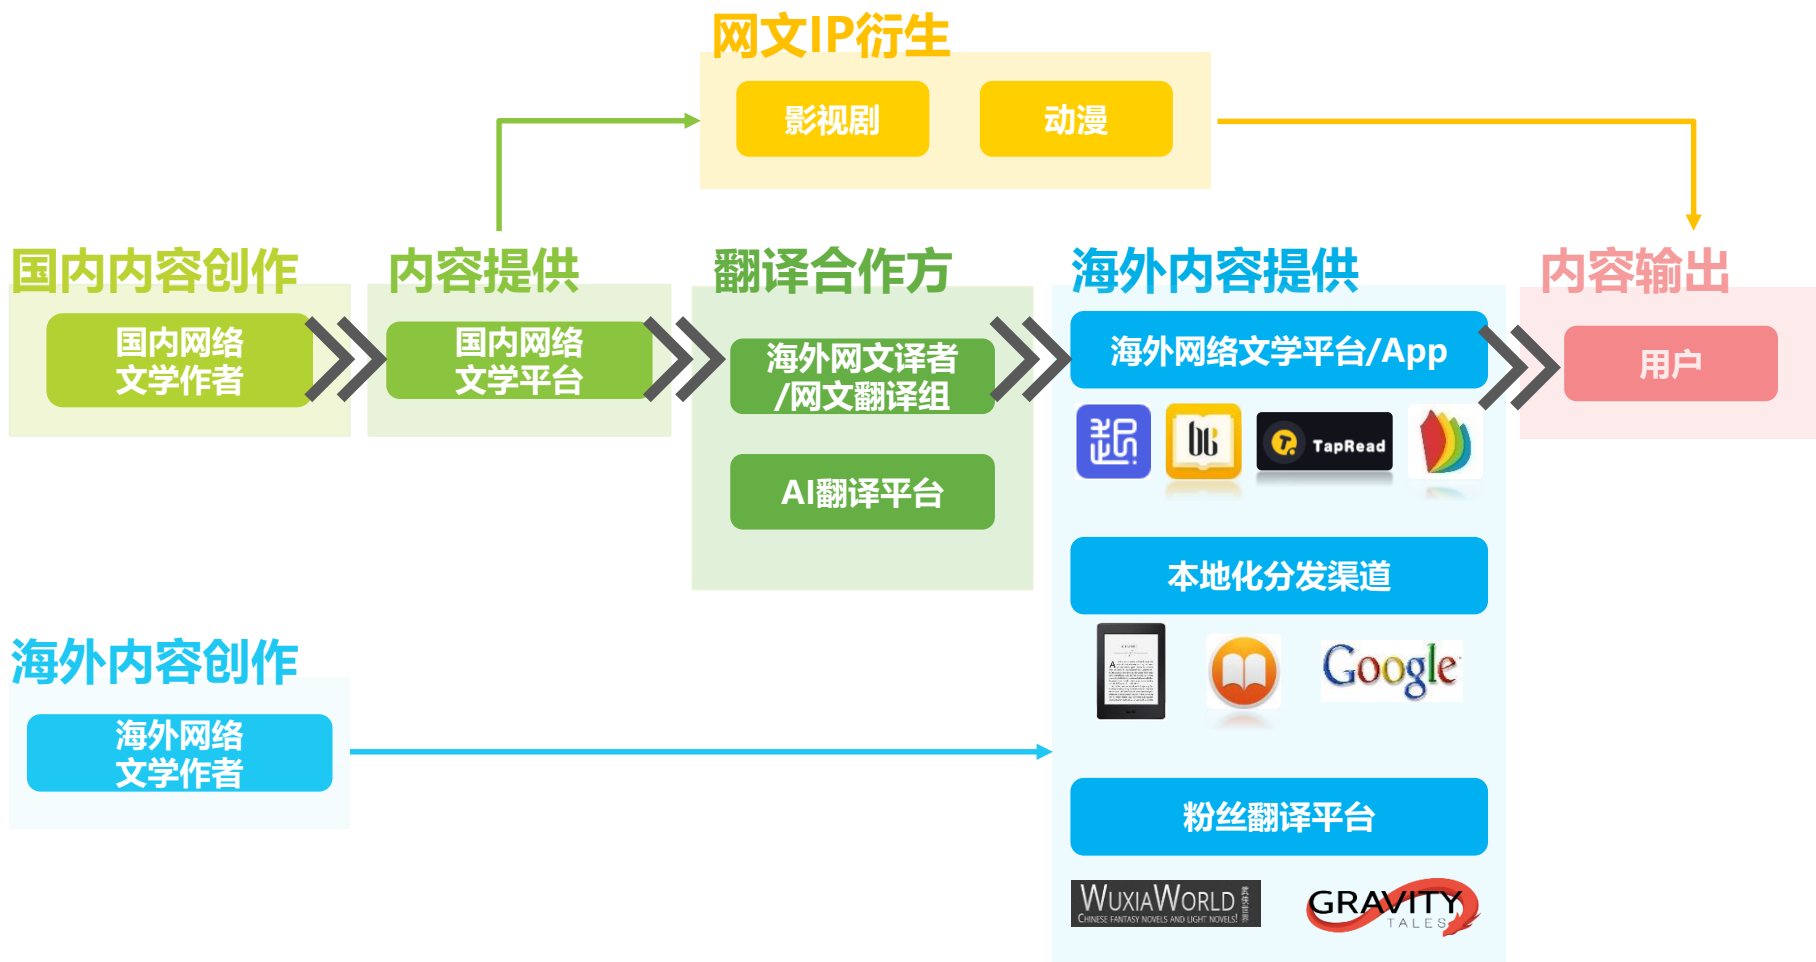 网文IP衍生
影视剧
动漫
国内内容创作
国内网络
文学作者
内容提供
国内网络
文学平台
翻译合作方
海外网文译者
/网文翻译组
AI翻译平台
海外内容提供
海外网络文学平台/App
TapRead
本地化分发渠道
Google
粉丝翻译平台
WUXIAWORLD
CHINESE FANTASY NOVELS AND LIGHT NOVELS!
GRAVITY
TALES
内容输出
用户
海外内容创作
海外网络
文学作者